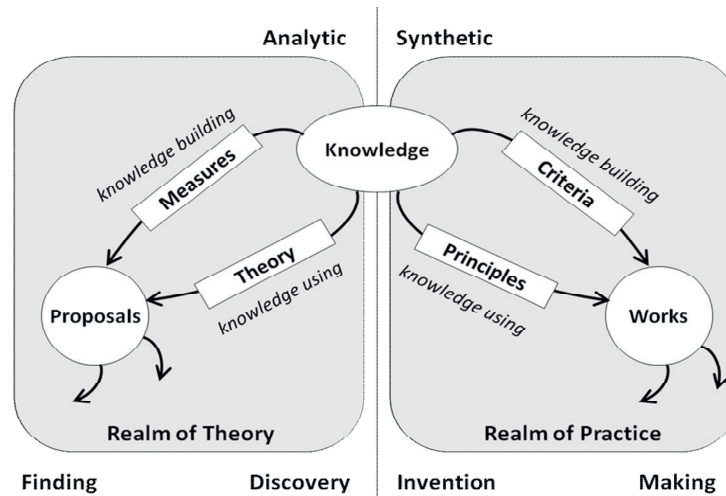 Analytic
Synthetic
knowledge building
Measures
Knowledge
knowledge building
Criteria
Theory
knowledge using
Principles
knowledge using
Proposals
Works
Realm of Theory
Realm of Practice
Finding
Discovery
Invention
Making